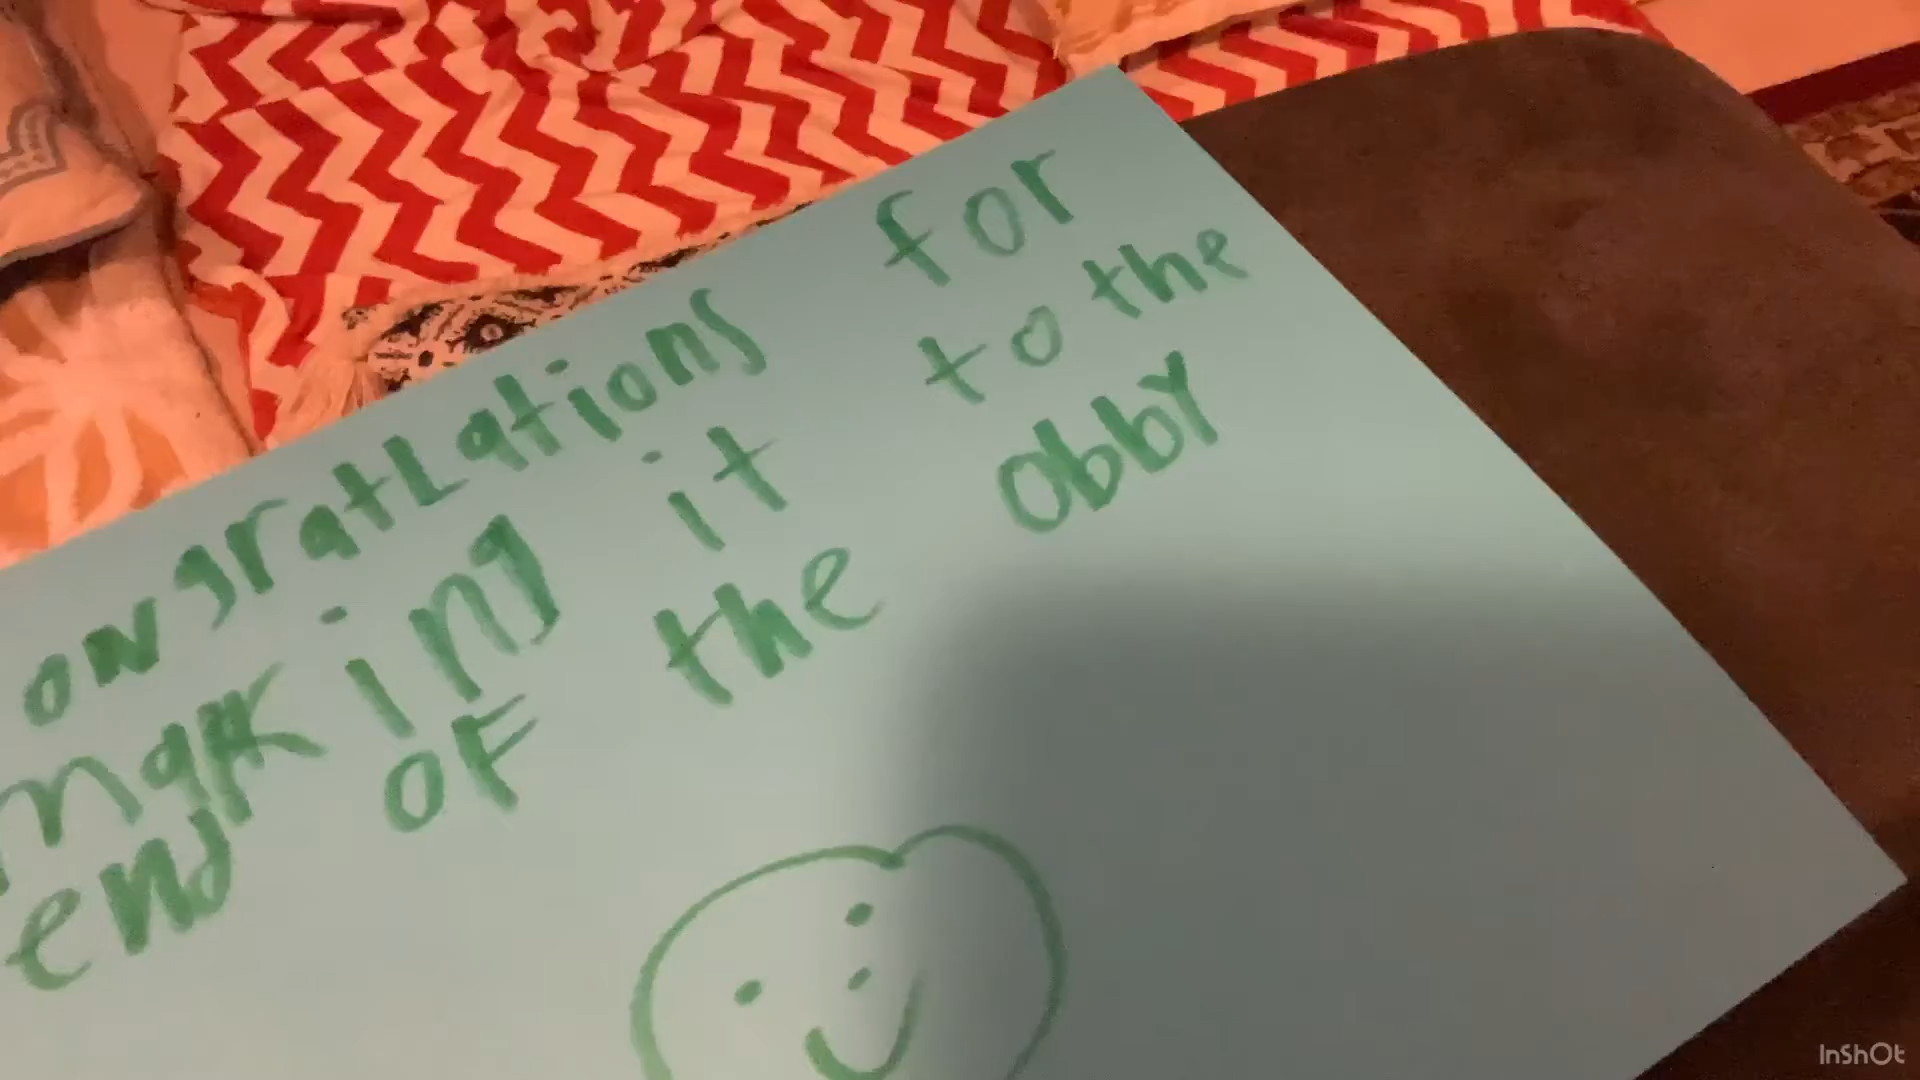 ongratLations for
making it to the
end of the obby
InShOt